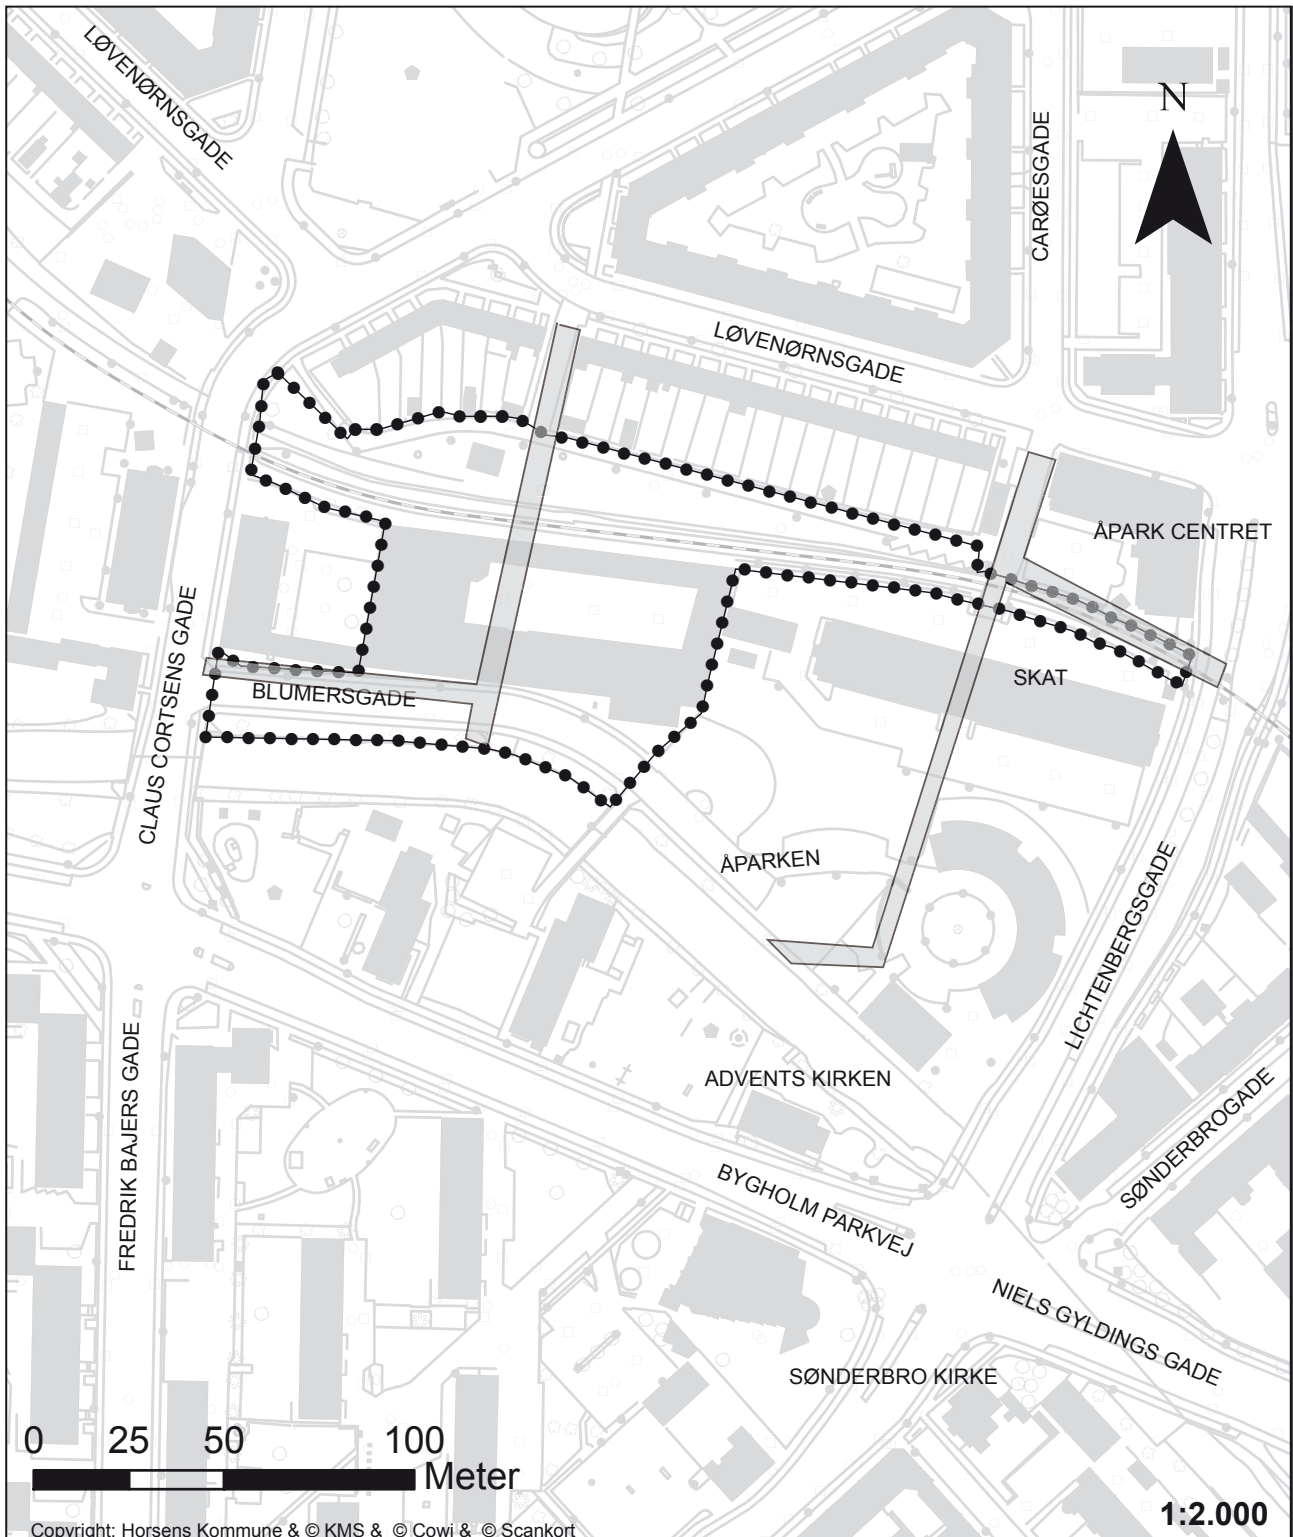 LØVENØRNSGADE
N
CARØESGADE
LØVENØRNSGADE
ÅPARK CENTRET
CLAUS CORTSENS GADE
SKAT
BLUMERSGADE
ÅPARKEN
LICHTENBERGSGADE
FREDRIK BAJERS GADE
ADVENTS KIRKEN
SØNDERBROGADE
BYGHOLM PARKVEJ
NIELS GYLDINGS GADE
SØNDERBRO KIRKE
0 25 50 100
Meter
1:2.000
Copyright: Horsens Kommune & © KMS & © Cowi & © Scankort